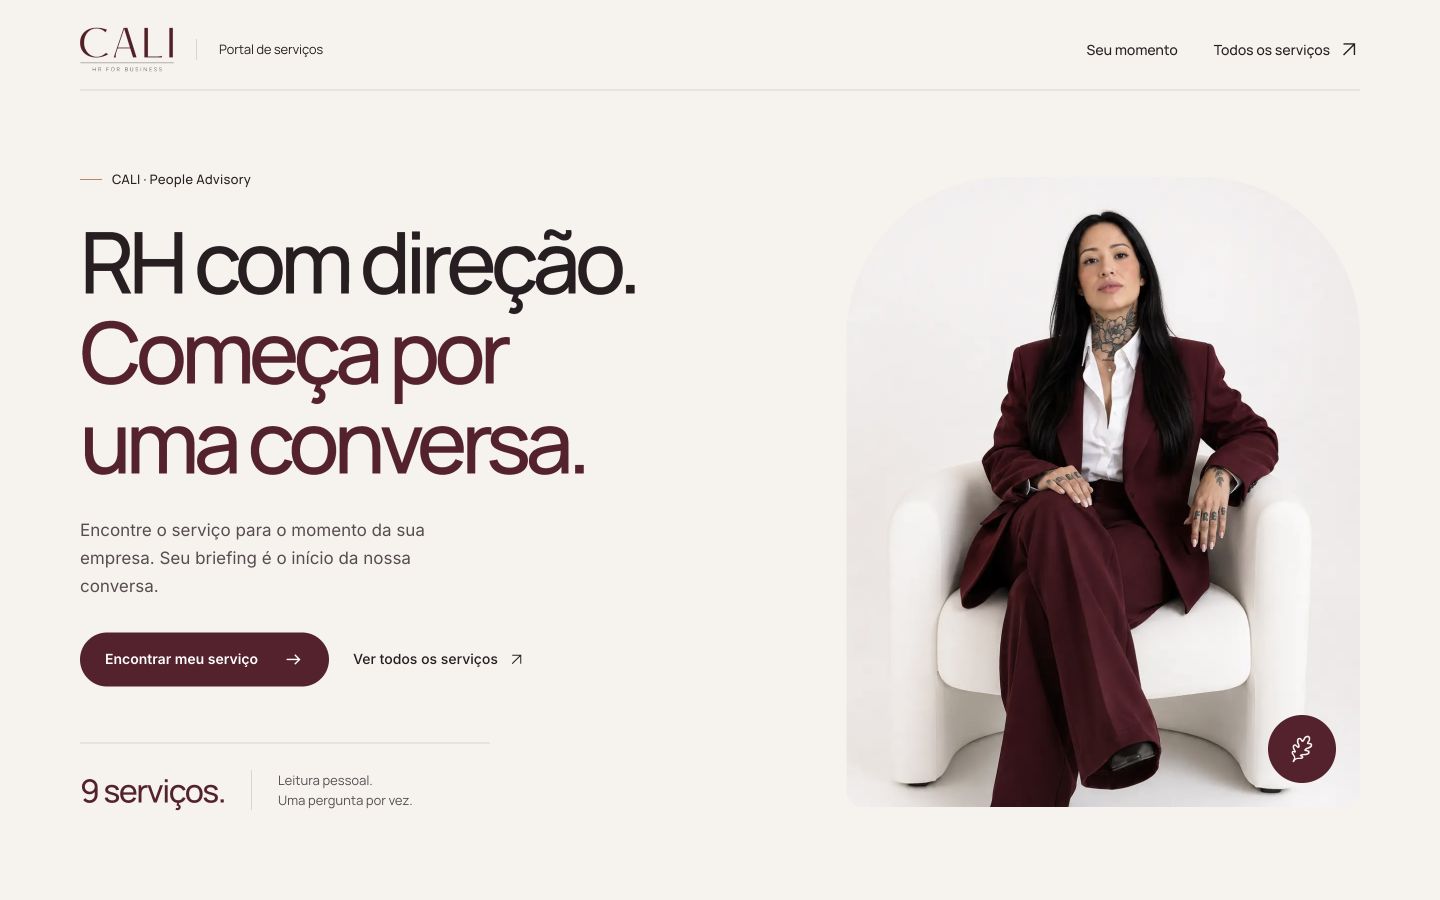 CALI
HR FOR BUSINESS
Portal de serviços
Seu momento
Todos os serviços
CALI · People Advisory
RH com direção.
Começa por
uma conversa.
Encontre o serviço para o momento da sua
empresa. Seu briefing é o início da nossa
conversa.
Encontrar meu serviço
Ver todos os serviços
9 serviços.
Leitura pessoal.
Uma pergunta por vez.